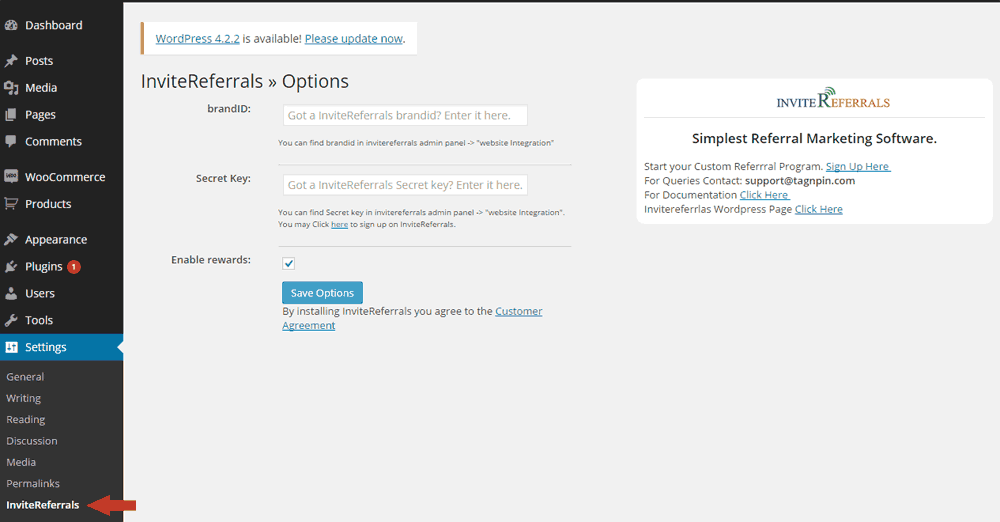 Dashboard
Posts
Media
Pages
Comments
WooCommerce
Products
Appearance
Plugins 1
Users
Tools
Settings
General
Writing
Reading
Discussion
Media
Permalinks
InviteReferrals
WordPress 4.2.2 is available! Please update now.
InviteReferrals » Options
brandID:
Got a InviteReferrals brandid? Enter it here.
You can find brandid in invitereferrals admin panel -> "website Integration"
Secret Key:
Got a InviteReferrals Secret key? Enter it here.
You can find Secret key in invitereferrals admin panel -> "website Integration".
You may Click here to sign up on InviteReferrals.
Enable rewards:
Save Options
By installing InviteReferrals you agree to the Customer
Agreement
INVITEREFERRALS
Simplest Referral Marketing Software.
Start your Custom Referrral Program. Sign Up Here
For Queries Contact: support@tagnpin.com
For Documentation Click Here
Invitereferrlas Wordpress Page Click Here